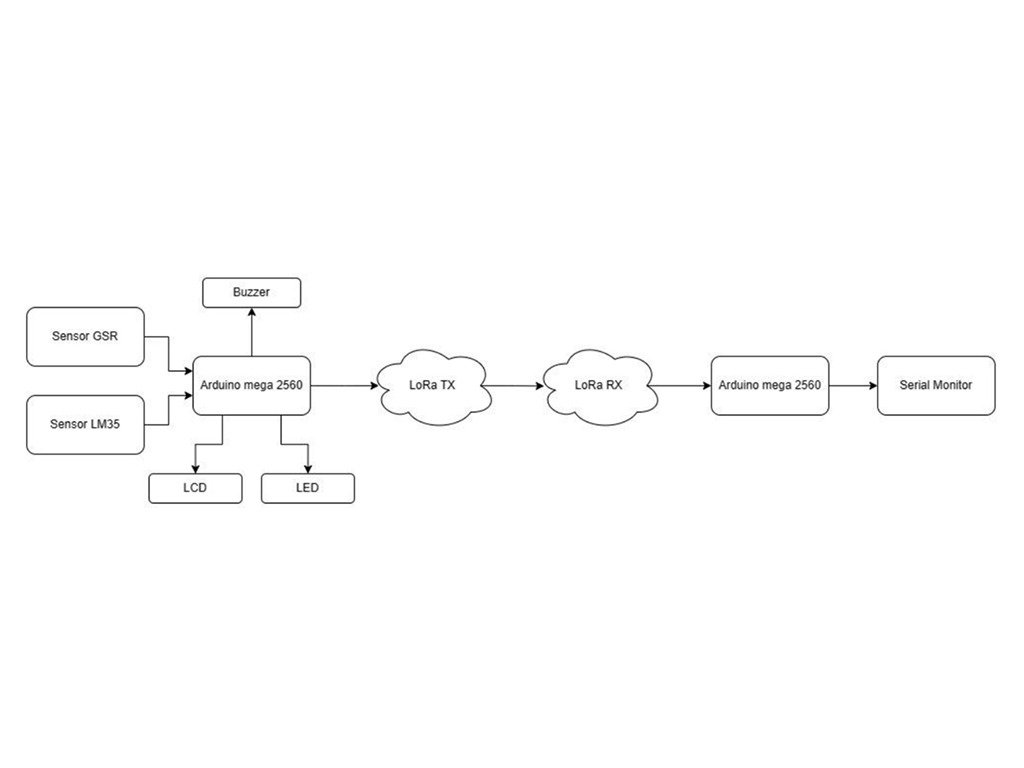 Buzzer
Sensor GSR
Arduino mega 2560
LoRa TX
LoRa RX
Arduino mega 2560
Serial Monitor
Sensor LM35
LCD
LED